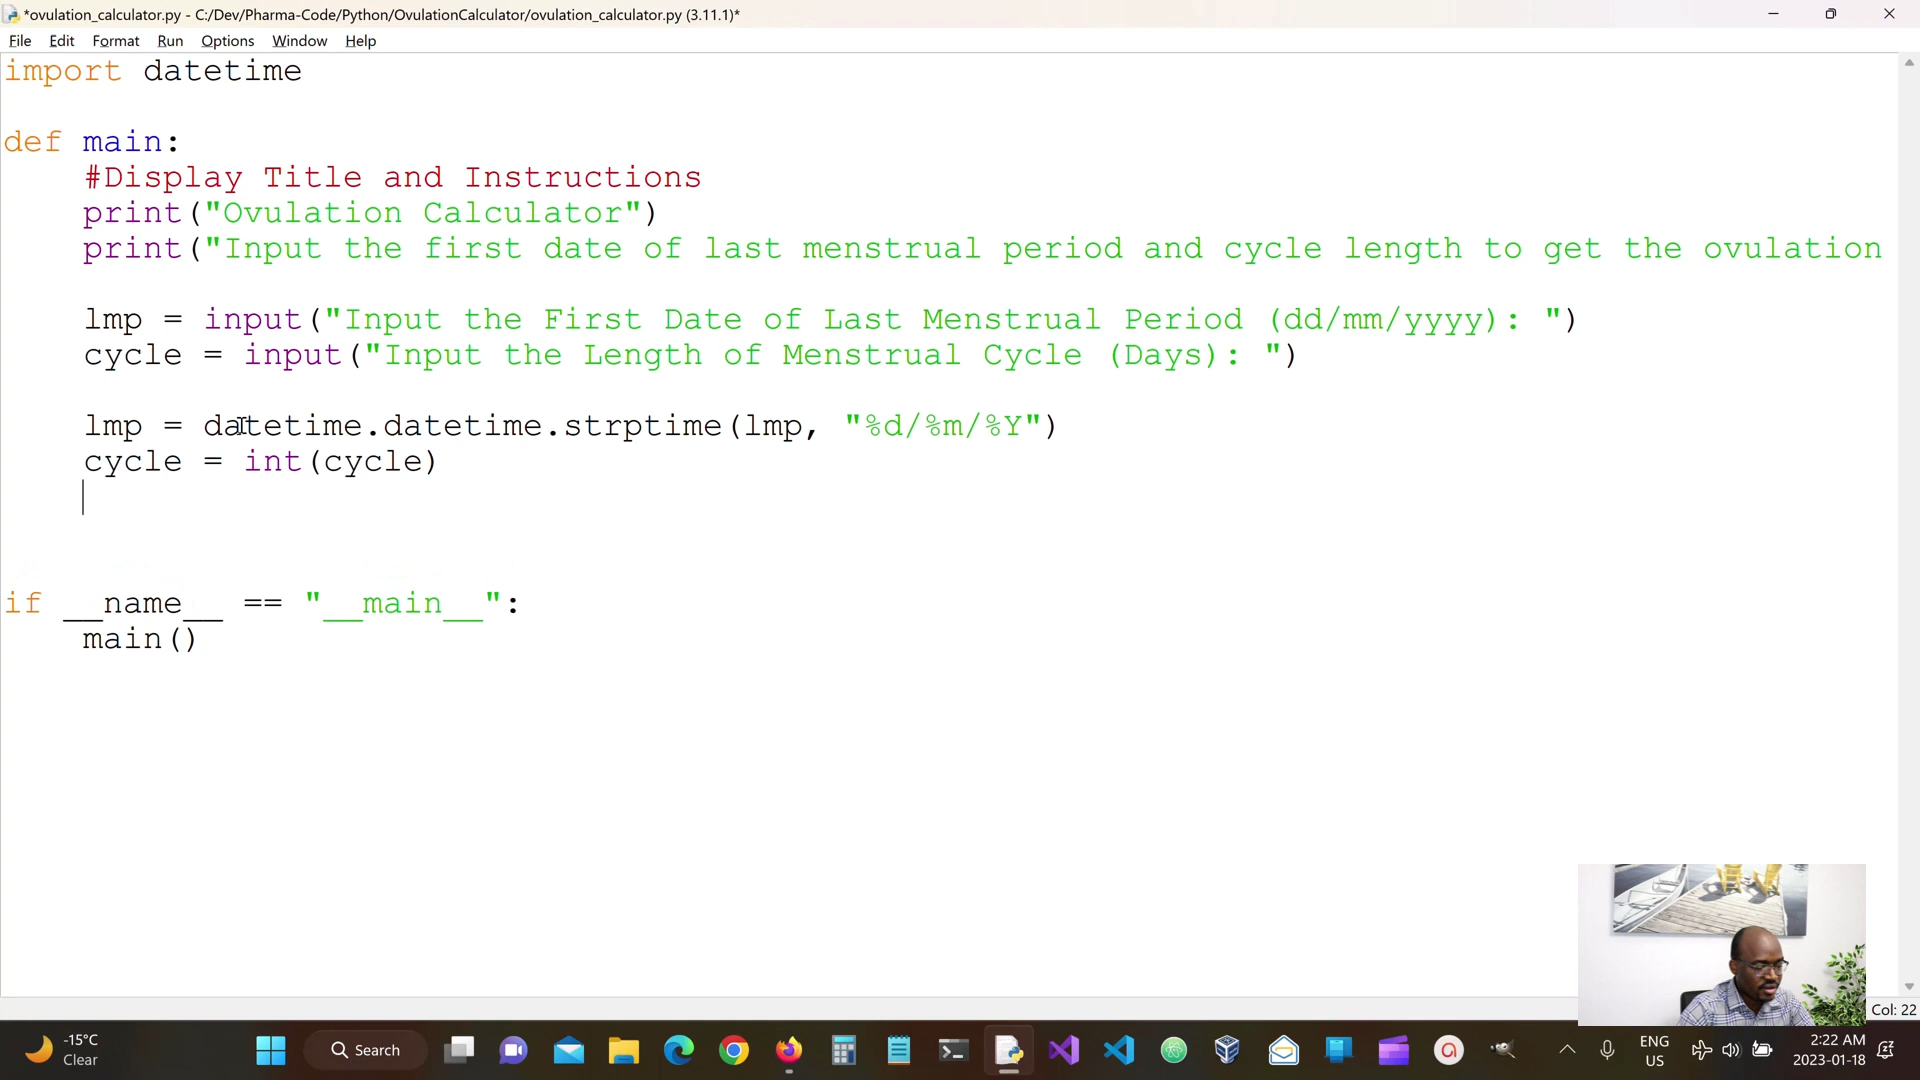 *ovulation_calculator.py - C:/Dev/Pharma-Code/Python/OvulationCalculator/ovulation_calculator.py (3.11.1)*
File Edit Format Run Options Window Help
import datetime
def main:
#Display Title and Instructions
print("Ovulation Calculator")
print("Input the first date of last menstrual period and cycle length to get the ovulation
lmp = input("Input the First Date of Last Menstrual Period (dd/mm/yyyy): ")
cycle = input("Input the Length of Menstrual Cycle (Days): ")
lmp = datetime.datetime.strptime(lmp, "%d/%m/%Y")
cycle = int(cycle)
if __name__ == "__main__":
main()
Col: 22
-15°C
Clear
Search
ENG
US
2:22 AM
2023-01-18